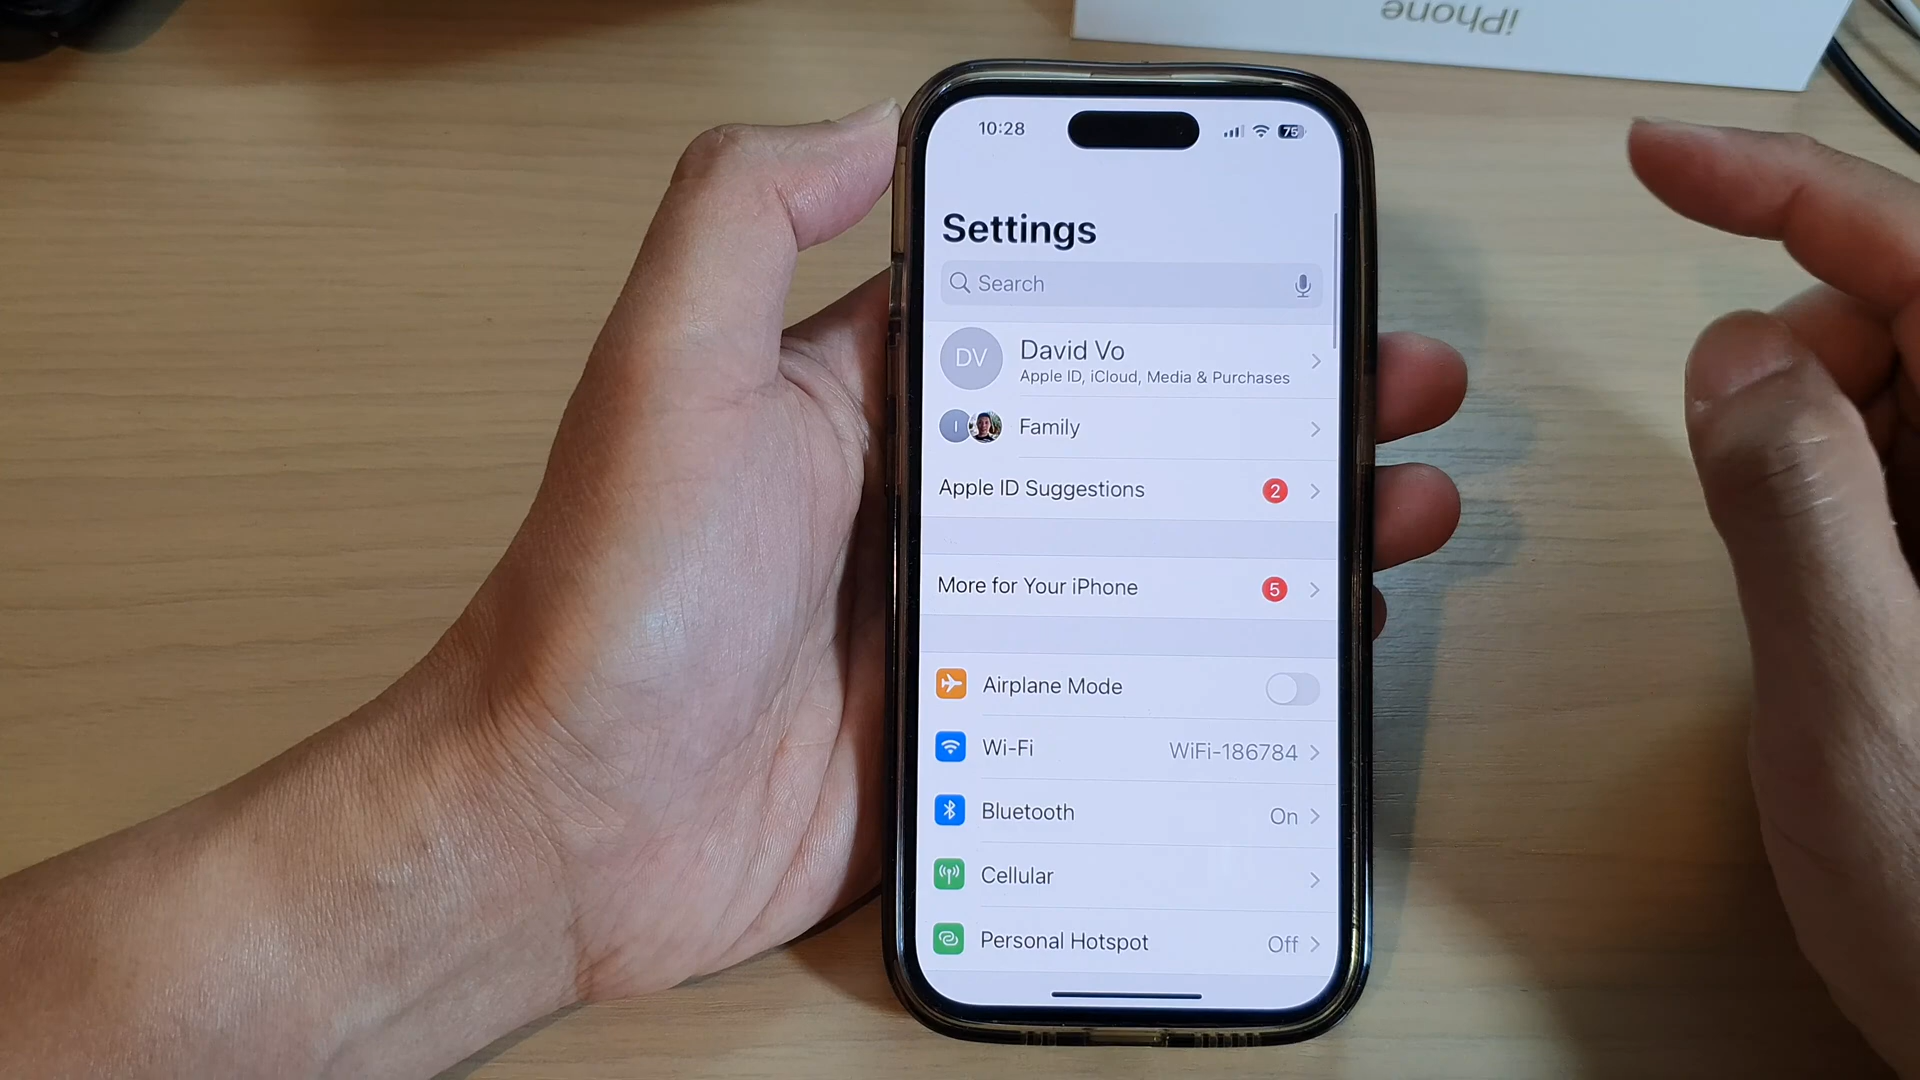 iPhone
10:28
75
Settings
Search
DV
David Vo
Apple ID, iCloud, Media & Purchases
I
Family
Apple ID Suggestions 2
More for Your iPhone 5
Airplane Mode
Wi-Fi WiFi-186784
Bluetooth On
Cellular
Personal Hotspot Off